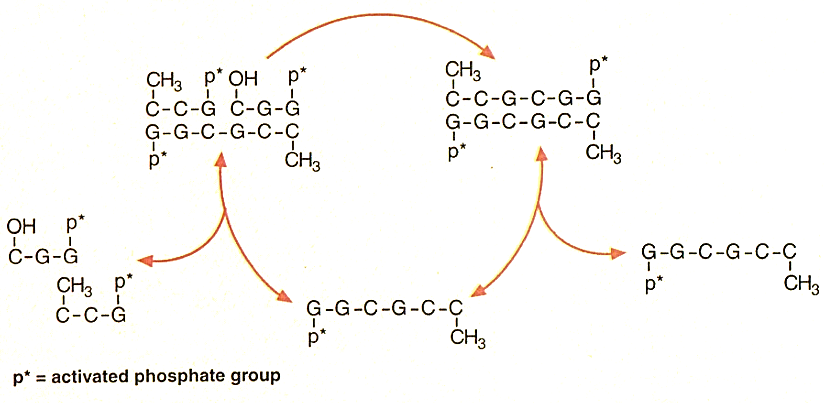 CH3 p* OH p*
C-C-G C-G-G
G-G-C-G-C-C
p* CH3
CH3 p*
C-C-G-C-G-G
G-G-C-G-C-C
p* CH3
OH p*
C-G-G
CH3 p*
C-C-G
G-G-C-G-C-C
p* CH3
G-G-C-G-C-C
p* CH3
p* = activated phosphate group